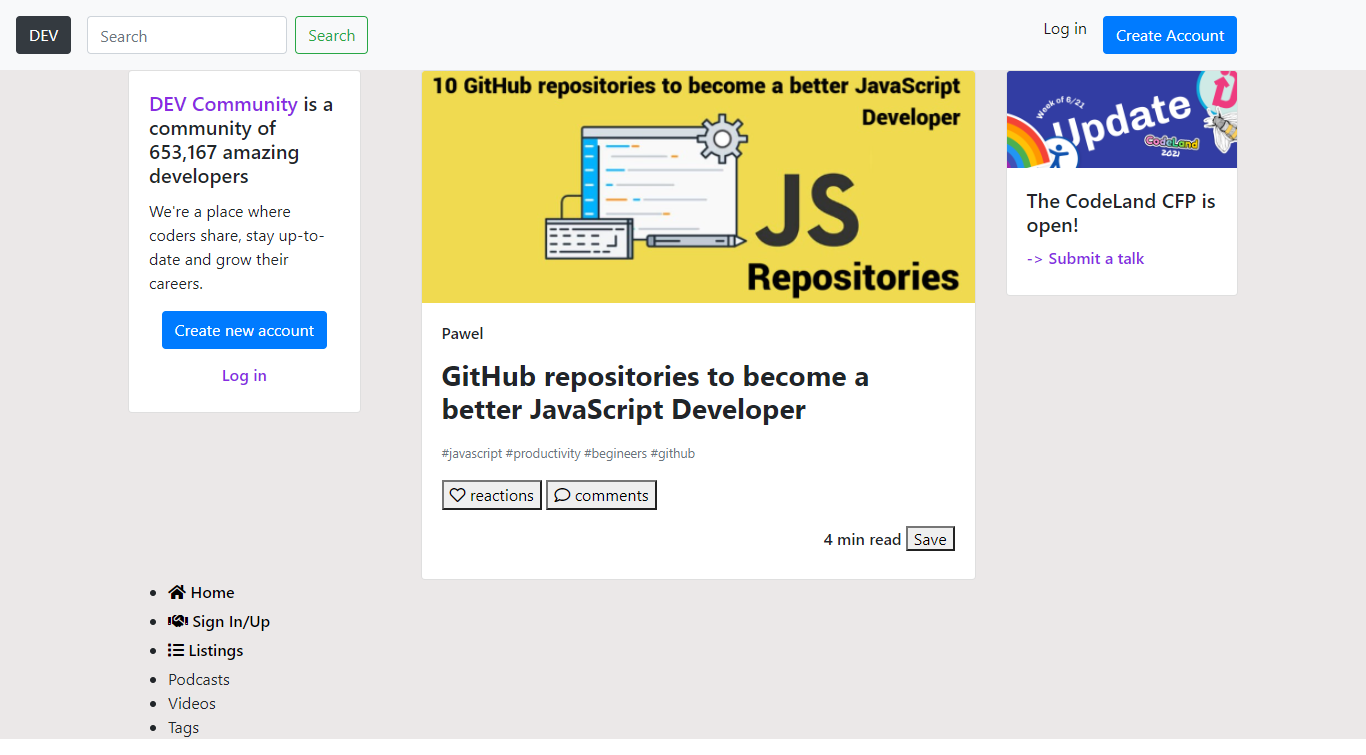 DEV
Search
Search
Log in
Create Account
DEV Community is a
community of
653,167 amazing
developers
We're a place where
coders share, stay up-to-
date and grow their
careers.
Create new account
Log in
10 GitHub repositories to become a better JavaScript
Developer
JS
Repositories
Pawel
GitHub repositories to become a
better JavaScript Developer
#javascript #productivity #begineers #github
reactions
comments
4 min read
Save
Week of 6/21
Update
CodeLand
2021
The CodeLand CFP is
open!
-> Submit a talk
Home
Sign In/Up
Listings
Podcasts
Videos
Tags